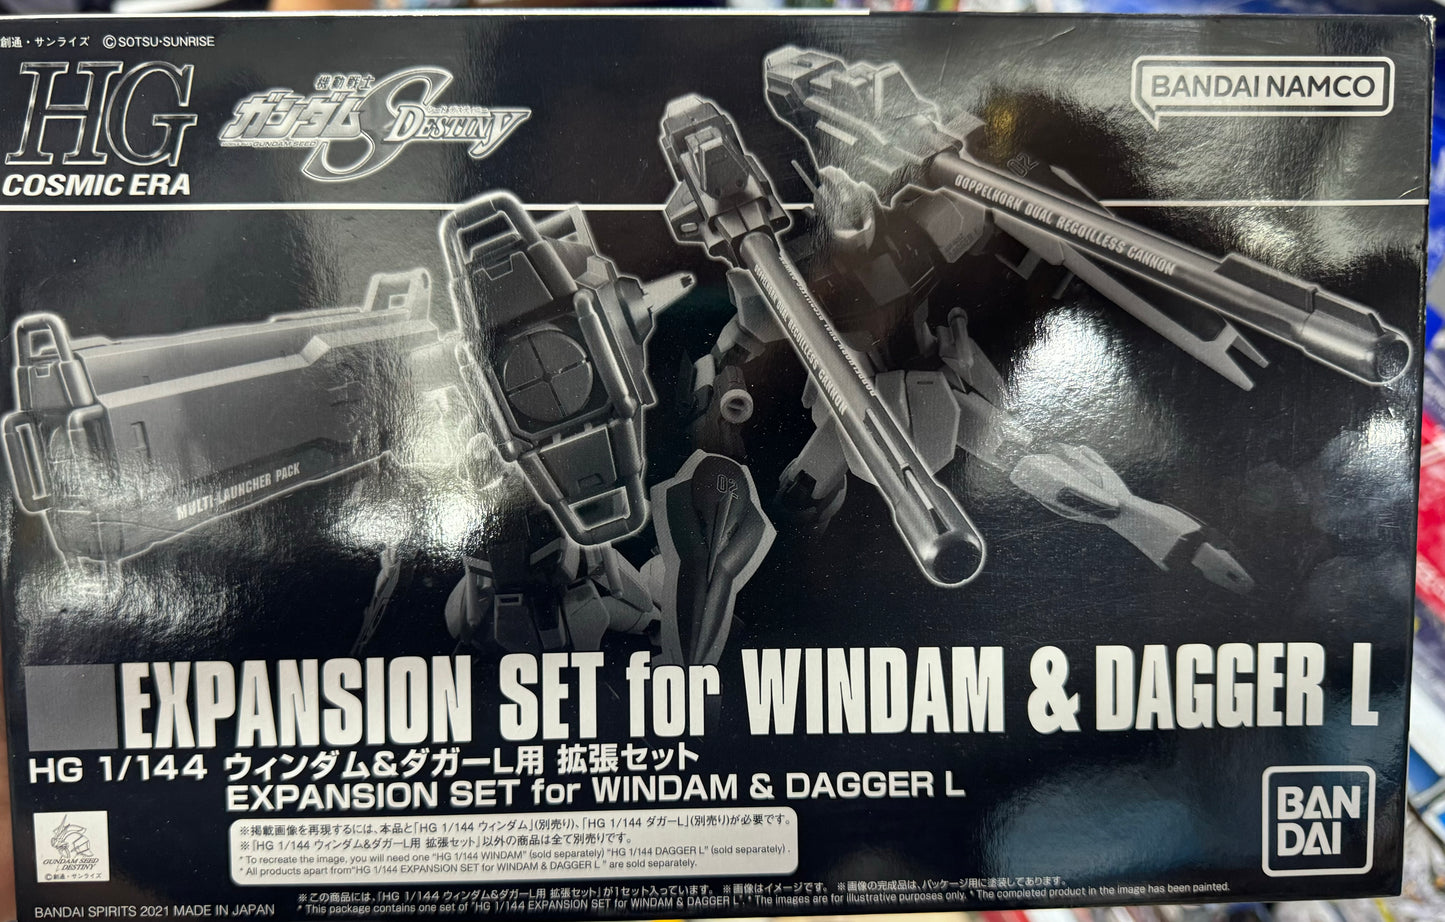 創通・サンライズ ©SOTSU・SUNRISE
HG
COSMIC ERA
機動戦士
ガンダムSEED
DESTINY
BANDAI NAMCO
02
DOPPELHORN DUAL RECOILLESS CANNON
DOPPELHORN DUAL RECOILLESS CANNON
MULTI LAUNCHER PACK
02
EXPANSION SET for WINDAM & DAGGER L
HG 1/144 ウィンダム&ダガーL用 拡張セット
EXPANSION SET for WINDAM & DAGGER L
※掲載画像を再現するには、本品と「HG 1/144 ウィンダム」(別売り)、「HG 1/144 ダガーL」(別売り)が必要です。
※「HG 1/144 ウィンダム&ダガーL用 拡張セット」以外の商品は全て別売りです。
* To recreate the image, you will need one "HG 1/144 WINDAM" (sold separately) "HG 1/144 DAGGER L" (sold separately) .
* All products apart from"HG 1/144 EXPANSION SET for WINDAM & DAGGER L " are sold separately.
GUNDAM SEED
DESTINY
©創通・サンライズ
BAN
DAI
※この商品には、「HG 1/144 ウィンダム&ダガーL用 拡張セット」が1セット入っています。 ※画像はイメージです。 ※画像の完成品は、パッケージ用に塗装してあります。
* This package contains one set of "HG 1/144 EXPANSION SET for WINDAM & DAGGER L". * The images are for illustrative purposes only. * The completed product in the image has been painted.
BANDAI SPIRITS 2021 MADE IN JAPAN